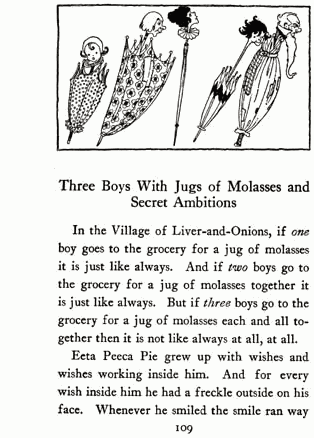 Three Boys With Jugs of Molasses and
Secret Ambitions
In the Village of Liver-and-Onions, if one
boy goes to the grocery for a jug of molasses
it is just like always. And if two boys go to
the grocery for a jug of molasses together it
is just like always. But if three boys go to the
grocery for a jug of molasses each and all to-
gether then it is not like always at all, at all.
Eeta Peeca Pie grew up with wishes and
wishes working inside him. And for every
wish inside him he had a freckle outside on his
face. Whenever he smiled the smile ran way
109